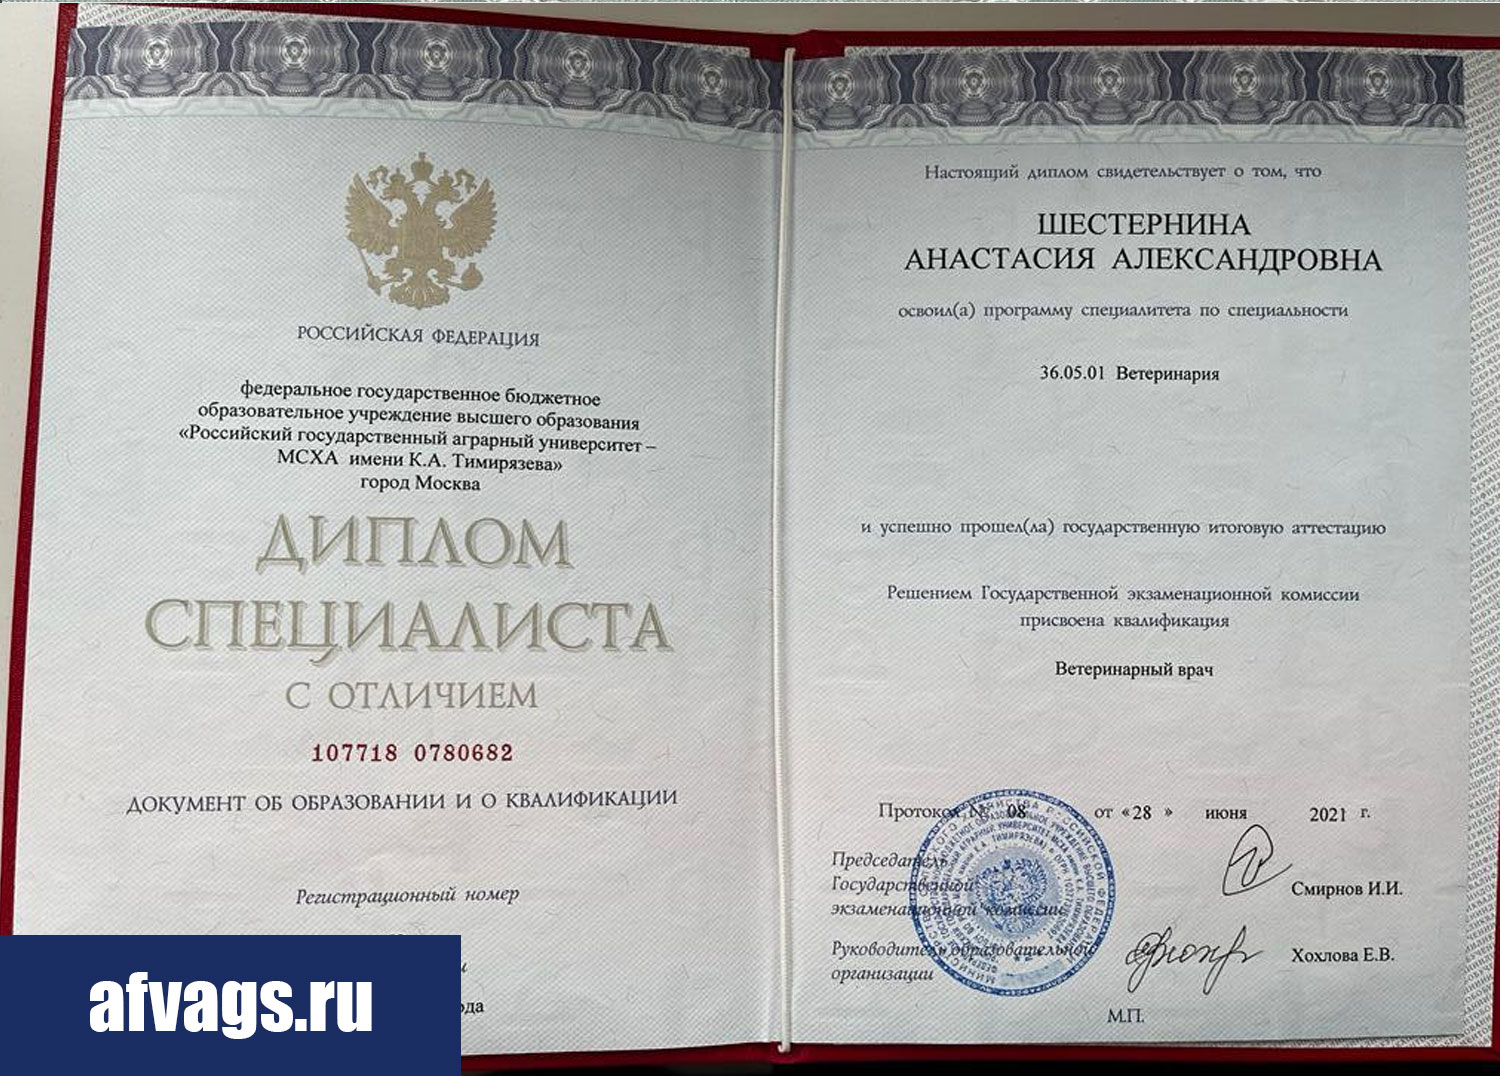 РОССИЙСКАЯ ФЕДЕРАЦИЯ
федеральное государственное бюджетное
образовательное учреждение высшего образования
«Российский государственный аграрный университет –
МСХА имени К.А. Тимирязева»
город Москва
ДИПЛОМ
СПЕЦИАЛИСТА
С ОТЛИЧИЕМ
107718 0780682
ДОКУМЕНТ ОБ ОБРАЗОВАНИИ И О КВАЛИФИКАЦИИ
Регистрационный номер
afvags.ru
Настоящий диплом свидетельствует о том, что
ШЕСТЕРНИНА
АНАСТАСИЯ АЛЕКСАНДРОВНА
освоил(а) программу специалитета по специальности
36.05.01 Ветеринария
и успешно прошел(ла) государственную итоговую аттестацию
Решением Государственной экзаменационной комиссии
присвоена квалификация
Ветеринарный врач
Протокол № 08 от «28 » июня 2021 г.
Председатель
Государственной
экзаменационной комиссии
Смирнов И.И.
Руководитель образовательной
организации
Хохлова Е.В.
М.П.